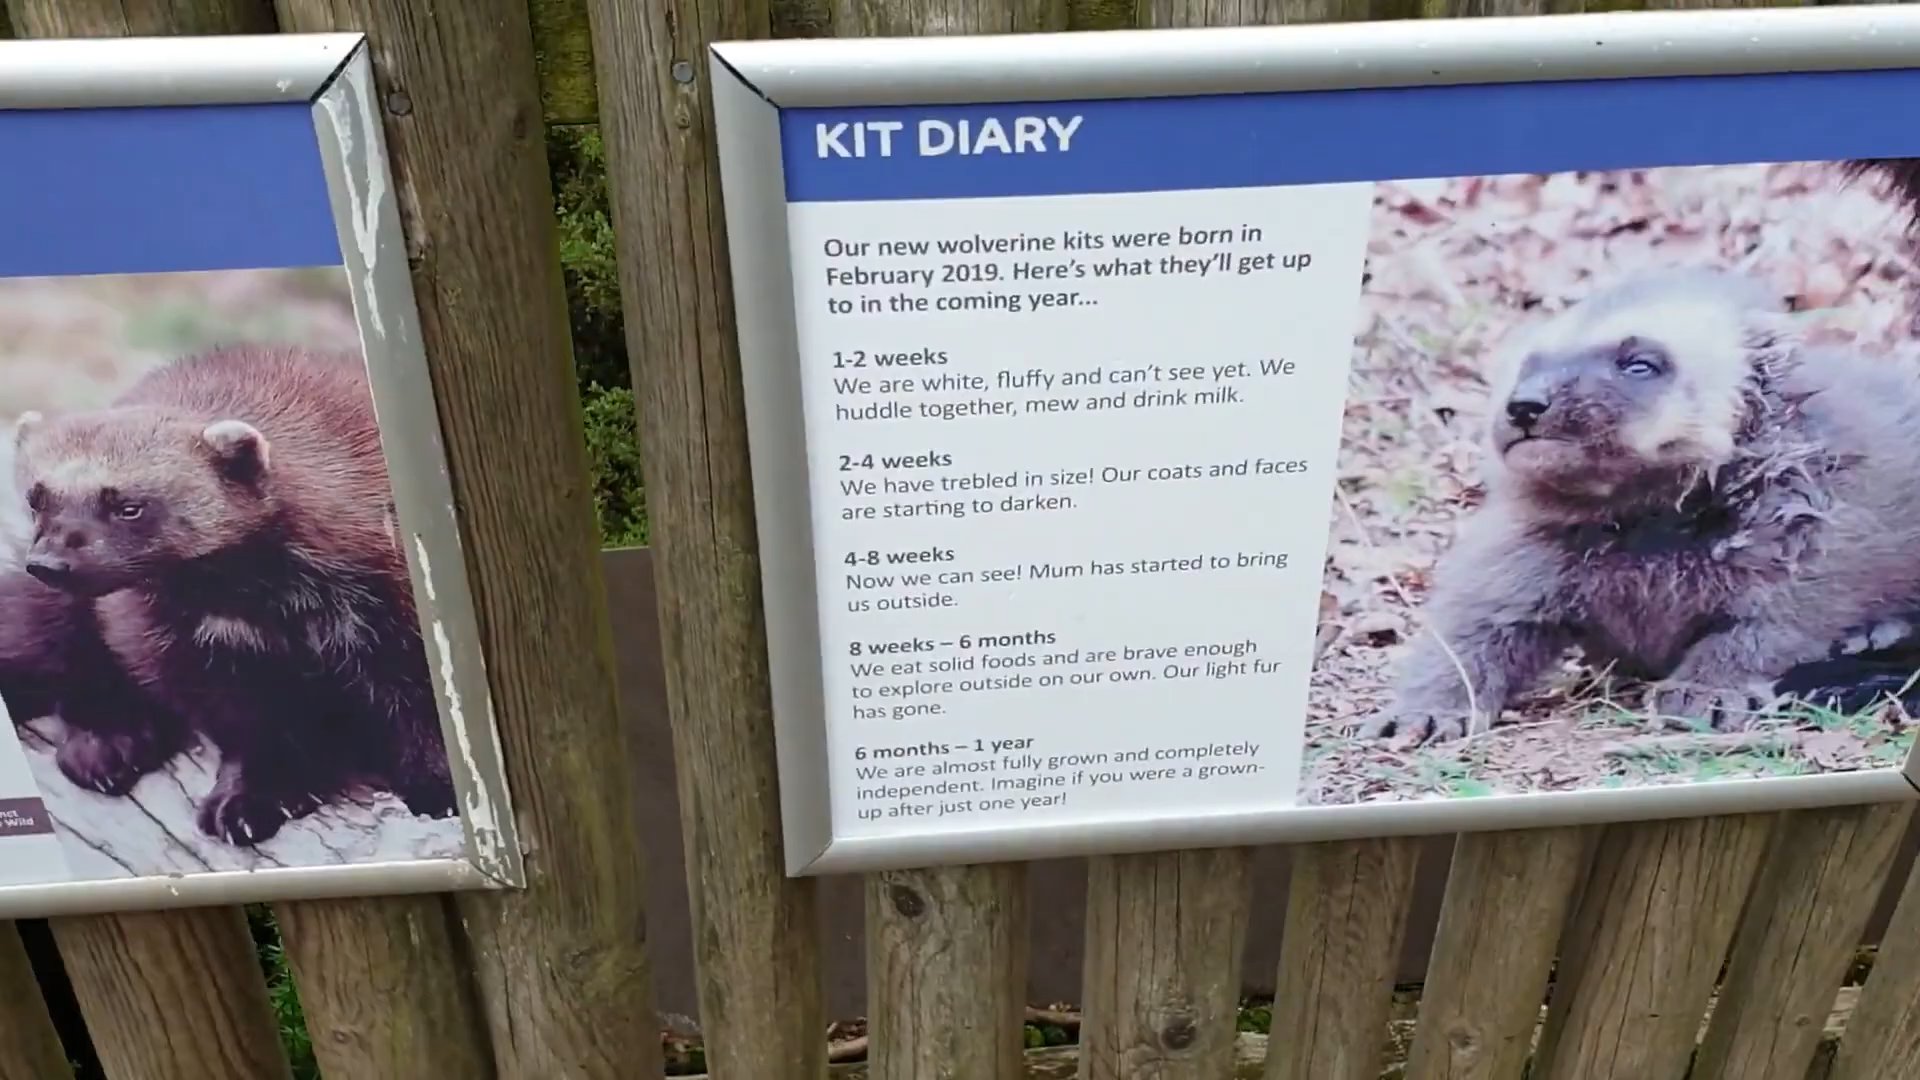 KIT DIARY
Our new wolverine kits were born in
February 2019. Here's what they'll get up
to in the coming year...
1-2 weeks
We are white, fluffy and can't see yet. We
huddle together, mew and drink milk.
2-4 weeks
We have trebled in size! Our coats and faces
are starting to darken.
4-8 weeks
Now we can see! Mum has started to bring
us outside.
8 weeks – 6 months
We eat solid foods and are brave enough
to explore outside on our own. Our light fur
has gone.
6 months – 1 year
We are almost fully grown and completely
independent. Imagine if you were a grown-
up after just one year!
Wild